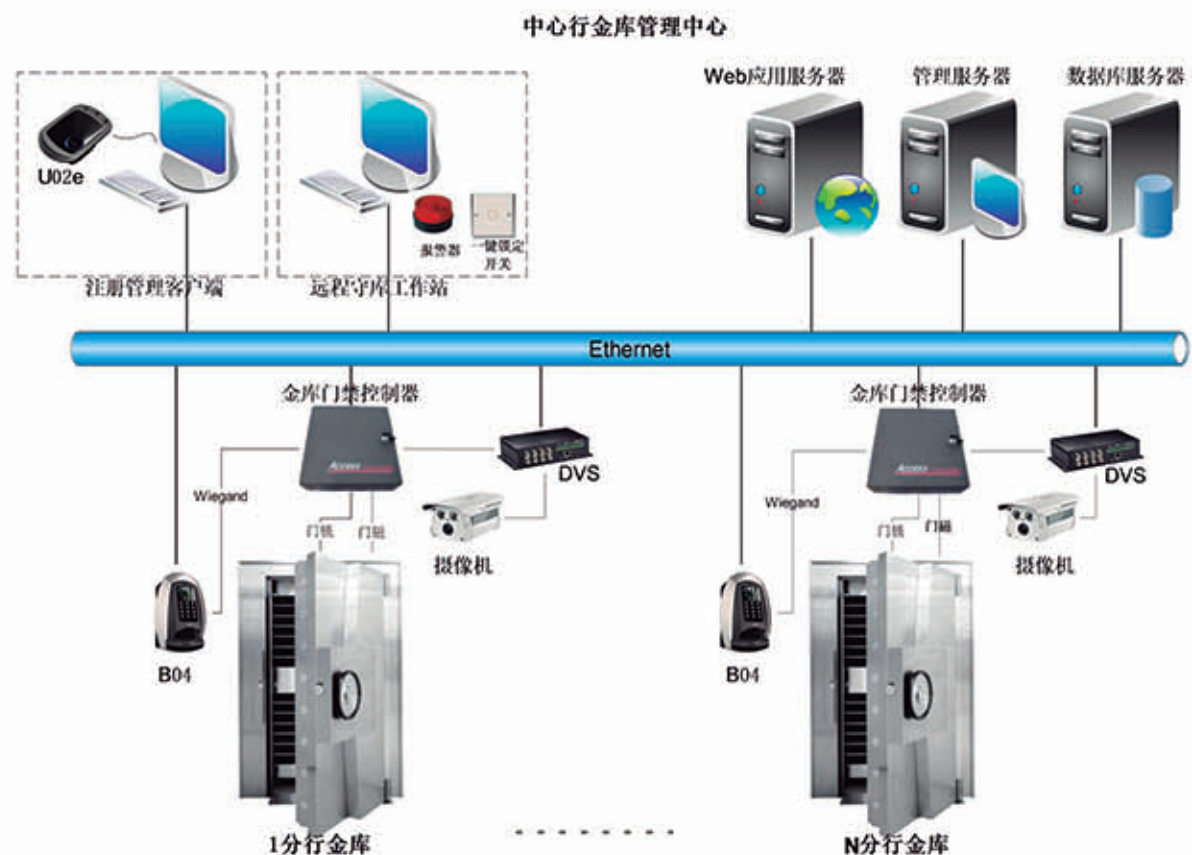 中心行金库管理中心
Web应用服务器
管理服务器
数据库服务器
U02e
报警器
一键锁定
开关
注册管理客户端
远程守库工作站
Ethernet
金库门禁控制器
金库门禁控制器
Access
Access
DVS
DVS
Wiegand
Wiegand
门锁
门磁
门锁
门磁
摄像机
摄像机
B04
B04
1分行金库
N分行金库